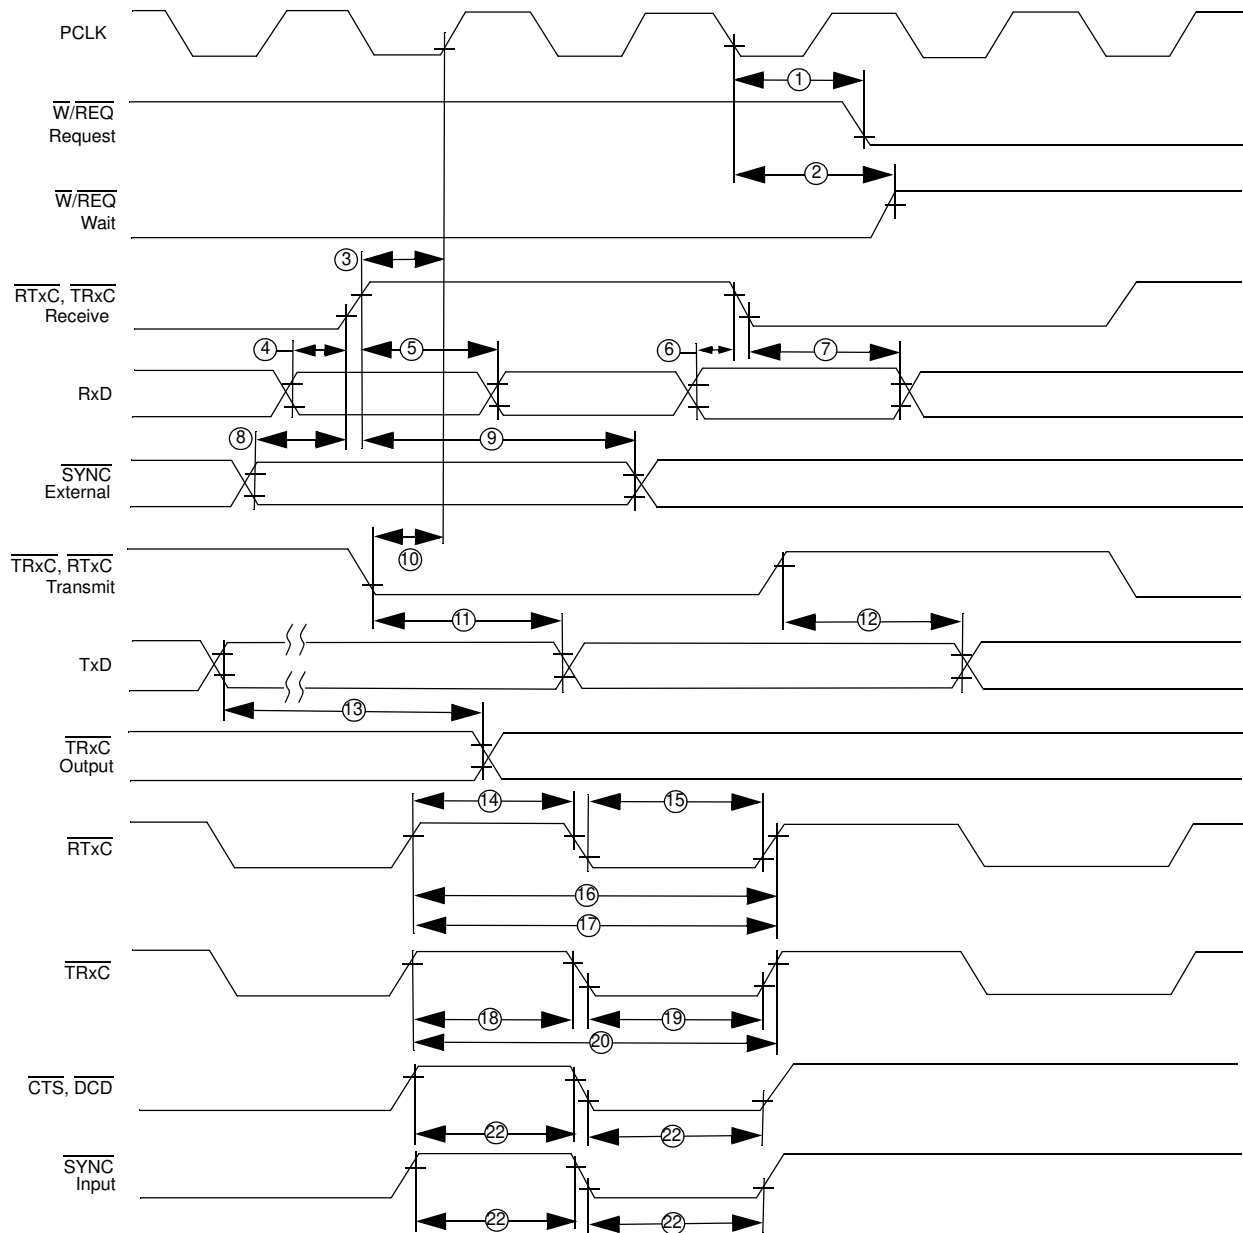 PCLK
1
W/REQ
Request
2
W/REQ
Wait
3
RTxC, TRxC
Receive
4
5
6
7
RxD
8
9
SYNC
External
10
TRxC, RTxC
Transmit
11
12
TxD
13
TRxC
Output
14
15
RTxC
16
17
TRxC
18
19
20
CTS, DCD
22
22
SYNC
Input
22
22